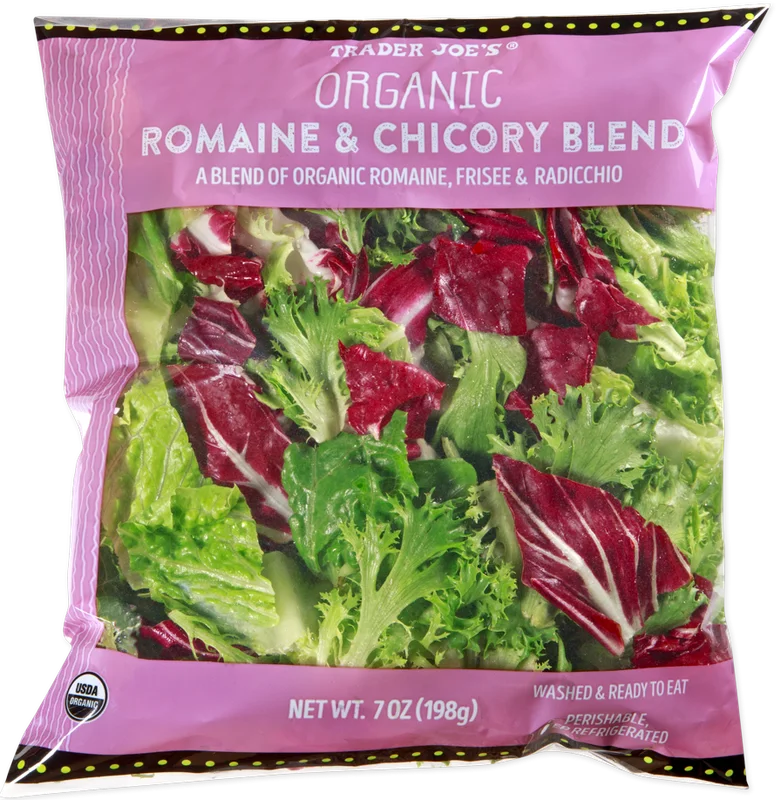 TRADER JOE'S®
ORGANIC
ROMAINE & CHICORY BLEND
A BLEND OF ORGANIC ROMAINE, FRISEE & RADICCHIO
USDA
ORGANIC
NET WT. 7 OZ (198g)
WASHED & READY TO EAT
PERISHABLE,
REFRIGERATED